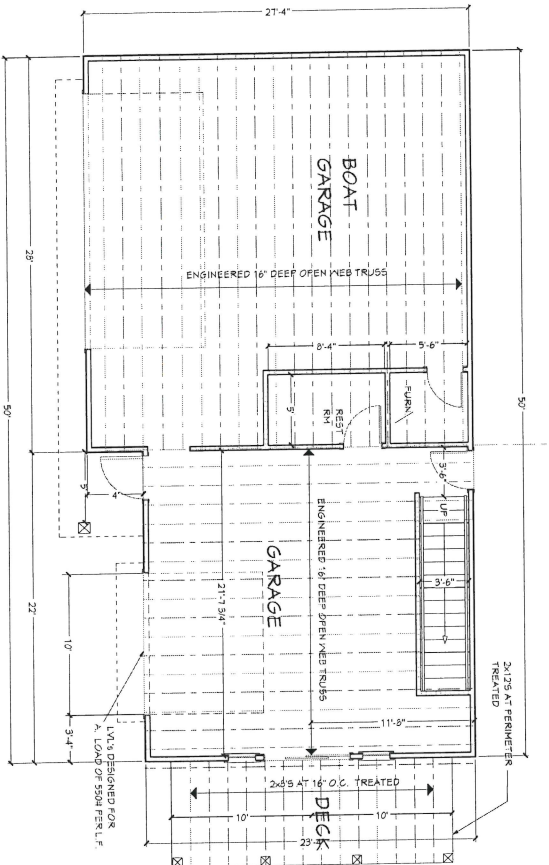 27'-4"
BOAT
GARAGE
ENGINEERED 16" DEEP OPEN WEB TRUSS
28'
50'
50'
8'-4"
5'-6"
5'
REST
RM
FURN.
3'-6"
UP
5'
4'
ENGINEERED 16" DEEP OPEN WEB TRUSS
GARAGE
21'-7 3/4"
3'-6"
22'
10'
3'-4"
11'-8"
2x12'S AT PERIMETER
TREATED
LVL's DESIGNED FOR
A LOAD OF 5504 PER L.F.
2x8'S AT 16" O.C. TREATED
DECK
10'
10'
23'-4"